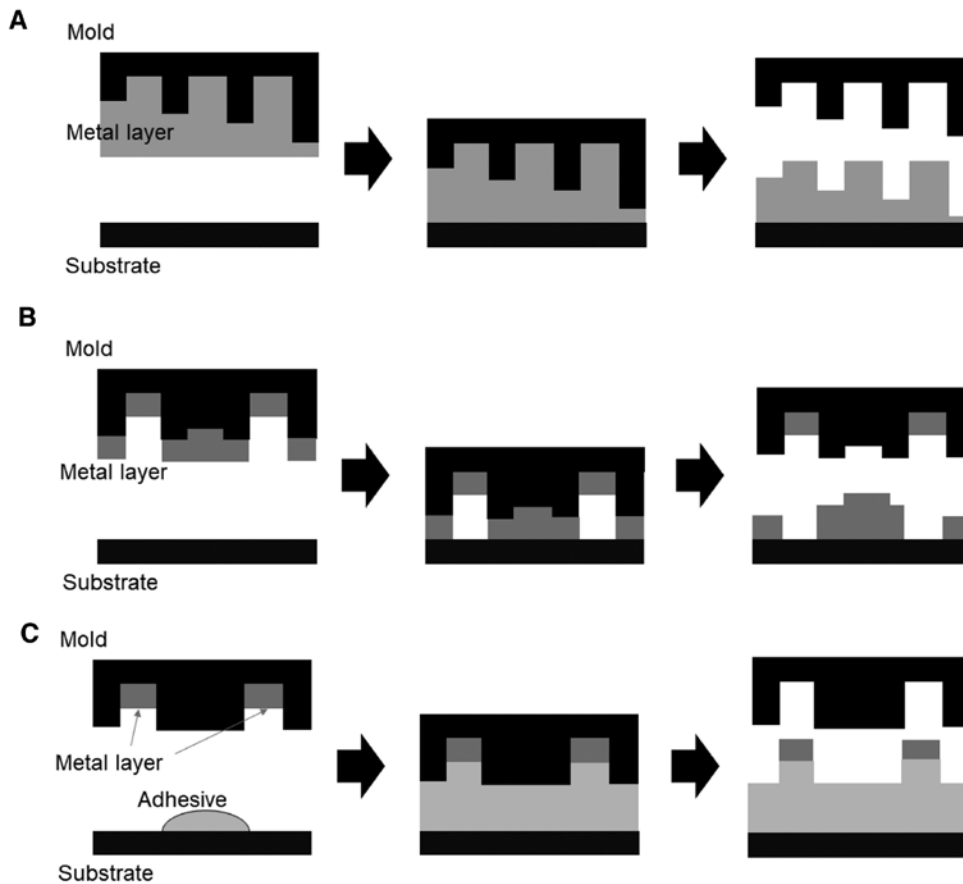 A
Mold
Metal layer
Substrate
B
Mold
Metal layer
Substrate
C
Mold
Metal layer
Adhesive
Substrate